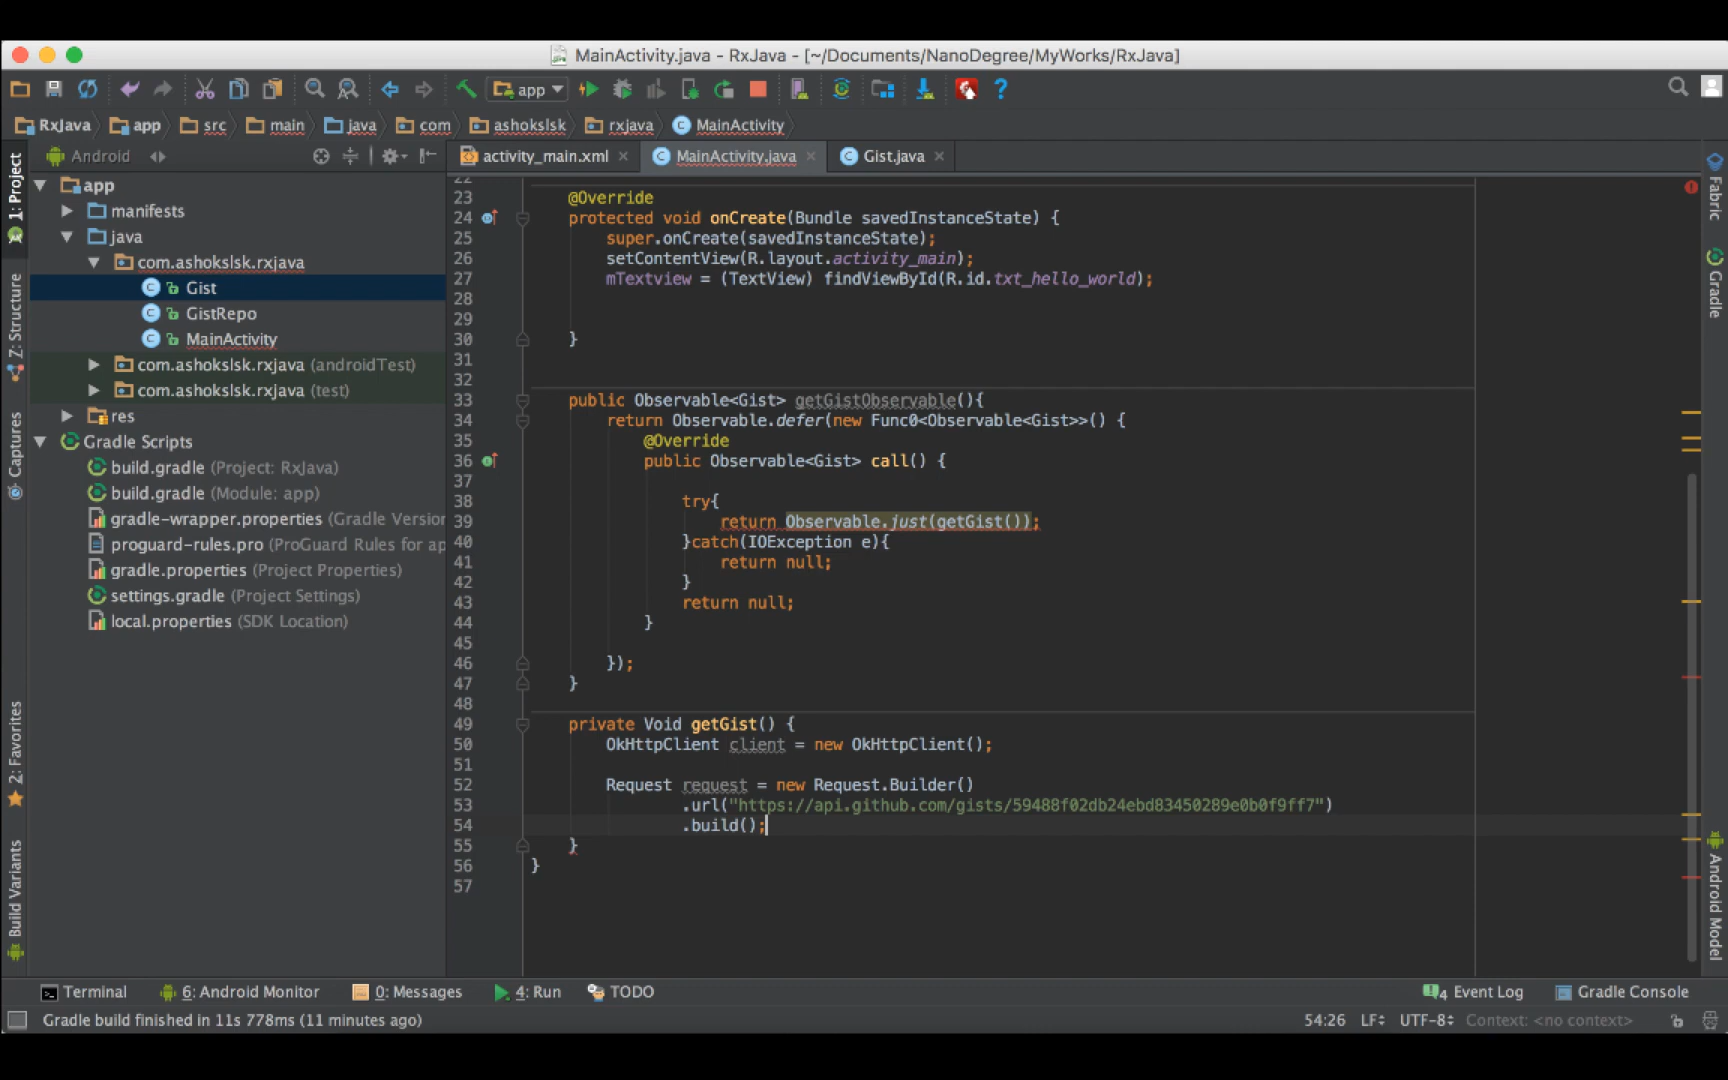 MainActivity.java - RxJava - [~/Documents/NanoDegree/MyWorks/RxJava]
app
RxJava app src main java com ashokslsk rxjava MainActivity
Android
activity_main.xml MainActivity.java Gist.java
1: Project
Z: Structure
Captures
2: Favorites
Build Variants
app
manifests
java
com.ashokslsk.rxjava
Gist
GistRepo
MainActivity
com.ashokslsk.rxjava (androidTest)
com.ashokslsk.rxjava (test)
res
Gradle Scripts
build.gradle (Project: RxJava)
build.gradle (Module: app)
gradle-wrapper.properties (Gradle Version
proguard-rules.pro (ProGuard Rules for ap
gradle.properties (Project Properties)
settings.gradle (Project Settings)
local.properties (SDK Location)
22
23 @Override
24 protected void onCreate(Bundle savedInstanceState) {
25 super.onCreate(savedInstanceState);
26 setContentView(R.layout.activity_main);
27 mTextview = (TextView) findViewById(R.id.txt_hello_world);
28
29
30 }
31
32
33 public Observable<Gist> getGistObservable(){
34 return Observable.defer(new Func0<Observable<Gist>>() {
35 @Override
36 public Observable<Gist> call() {
37
38 try{
39 return Observable.just(getGist());
40 }catch(IOException e){
41 return null;
42 }
43 return null;
44 }
45
46 });
47 }
48
49 private Void getGist() {
50 OkHttpClient client = new OkHttpClient();
51
52 Request request = new Request.Builder()
53 .url("https://api.github.com/gists/59488f02db24ebd83450289e0b0f9ff7")
54 .build();
55 }
56 }
57
Fabric
Gradle
Android Model
Terminal 6: Android Monitor 0: Messages 4: Run TODO 4 Event Log Gradle Console
Gradle build finished in 11s 778ms (11 minutes ago) 54:26 LF UTF-8 Context: <no context>